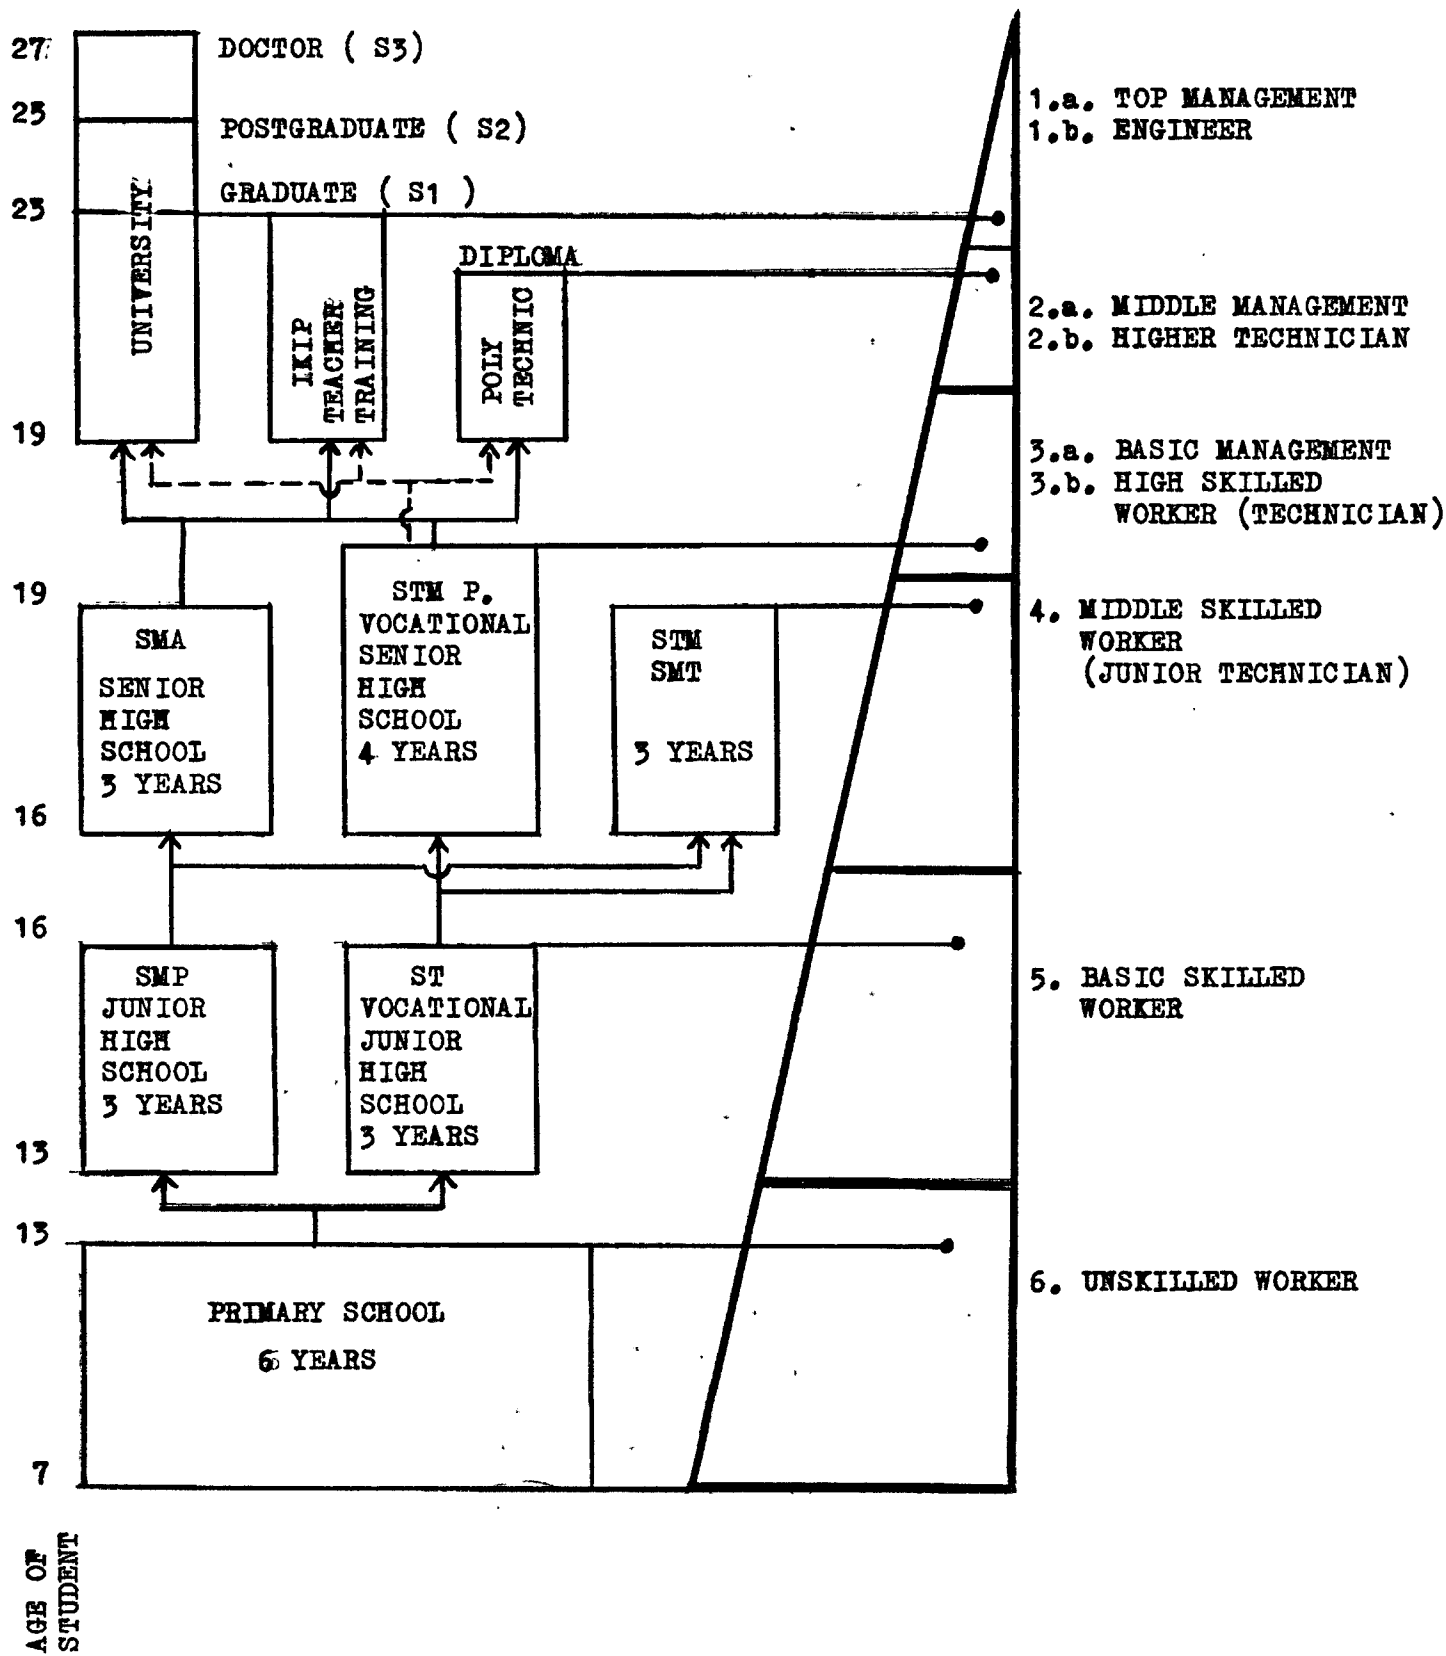 27
DOCTOR ( S3)
25
POSTGRADUATE ( S2)
GRADUATE ( S1 )
23
UNIVERSITY
IKIP
TEACHER
TRAINING
DIPLOMA
POLY
TECHNIC
19
1.a. TOP MANAGEMENT
1.b. ENGINEER
2.a. MIDDLE MANAGEMENT
2.b. HIGHER TECHNICIAN
3.a. BASIC MANAGEMENT
3.b. HIGH SKILLED
WORKER (TECHNICIAN)
19
SMA
SENIOR
HIGH
SCHOOL
3 YEARS
STM P.
VOCATIONAL
SENIOR
HIGH
SCHOOL
4 YEARS
STM
SMT
3 YEARS
4. MIDDLE SKILLED
WORKER
(JUNIOR TECHNICIAN)
16
16
SMP
JUNIOR
HIGH
SCHOOL
3 YEARS
ST
VOCATIONAL
JUNIOR
HIGH
SCHOOL
3 YEARS
5. BASIC SKILLED
WORKER
13
13
PRIMARY SCHOOL
6 YEARS
6. UNSKILLED WORKER
7
AGE OF
STUDENT